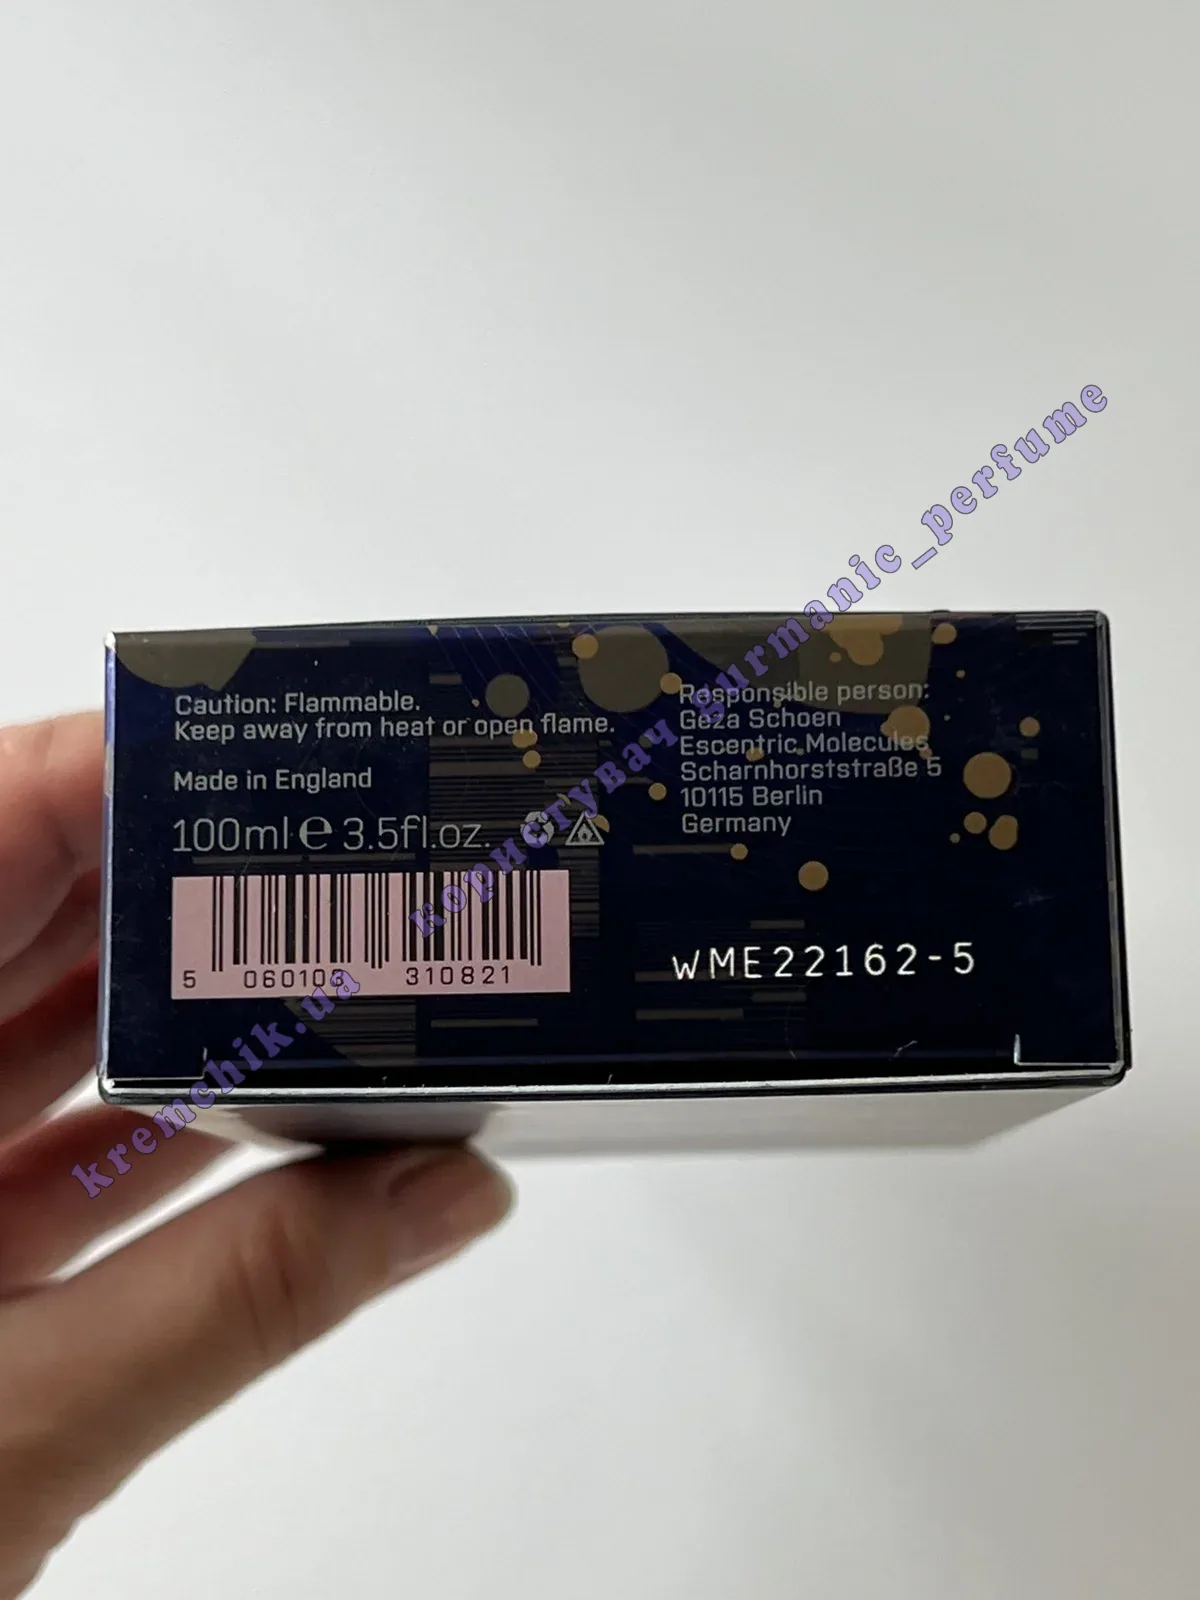 Caution: Flammable.
Keep away from heat or open flame.
Made in England
100ml e 3.5fl.oz.
5 060103 310821
Responsible person:
Geza Schoen
Escentric Molecules
Scharnhorststraße 5
10115 Berlin
Germany
WME22162-5
kremchik.ua користувач gurmanic_perfume